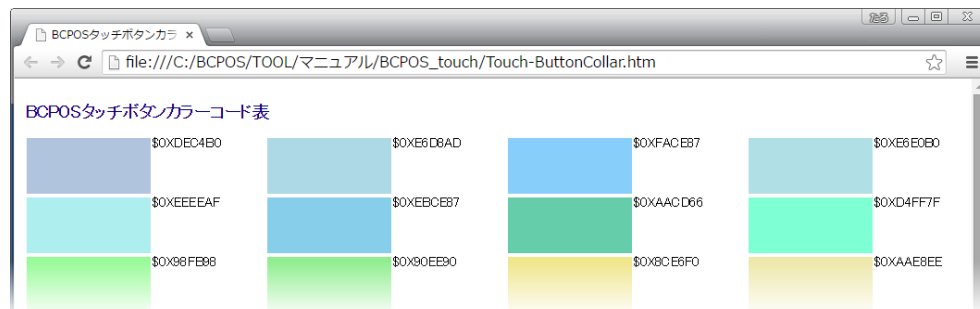 たろ
BCPOSタッチボタンカラ
file:///C:/BCPOS/TOOL/マニュアル/BCPOS_touch/Touch-ButtonCollar.htm
BCPOSタッチボタンカラーコード表
$0XDEC4B0 $0XE6D8AD $0XFACE87 $0XE6E0B0
$0XEEEEAF $0XEBCE87 $0XAACD66 $0XD4FF7F
$0X98FB98 $0X90EE90 $0X8CE6F0 $0XAAE8EE